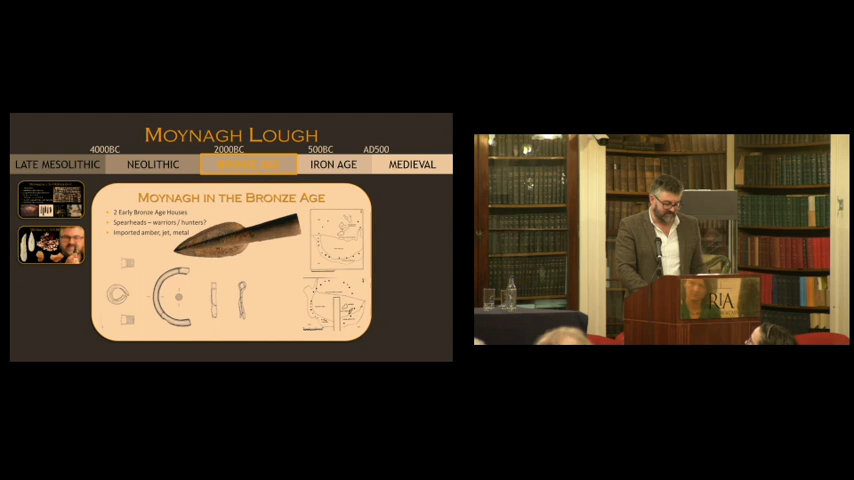 MOYNAGH LOUGH
4000BC 2000BC 500BC AD500
LATE MESOLITHIC NEOLITHIC BRONZE AGE IRON AGE MEDIEVAL
MOYNAGH IN THE BRONZE AGE
2 Early Bronze Age Houses
Spearheads – warriors / hunters?
Imported amber, jet, metal
RIA